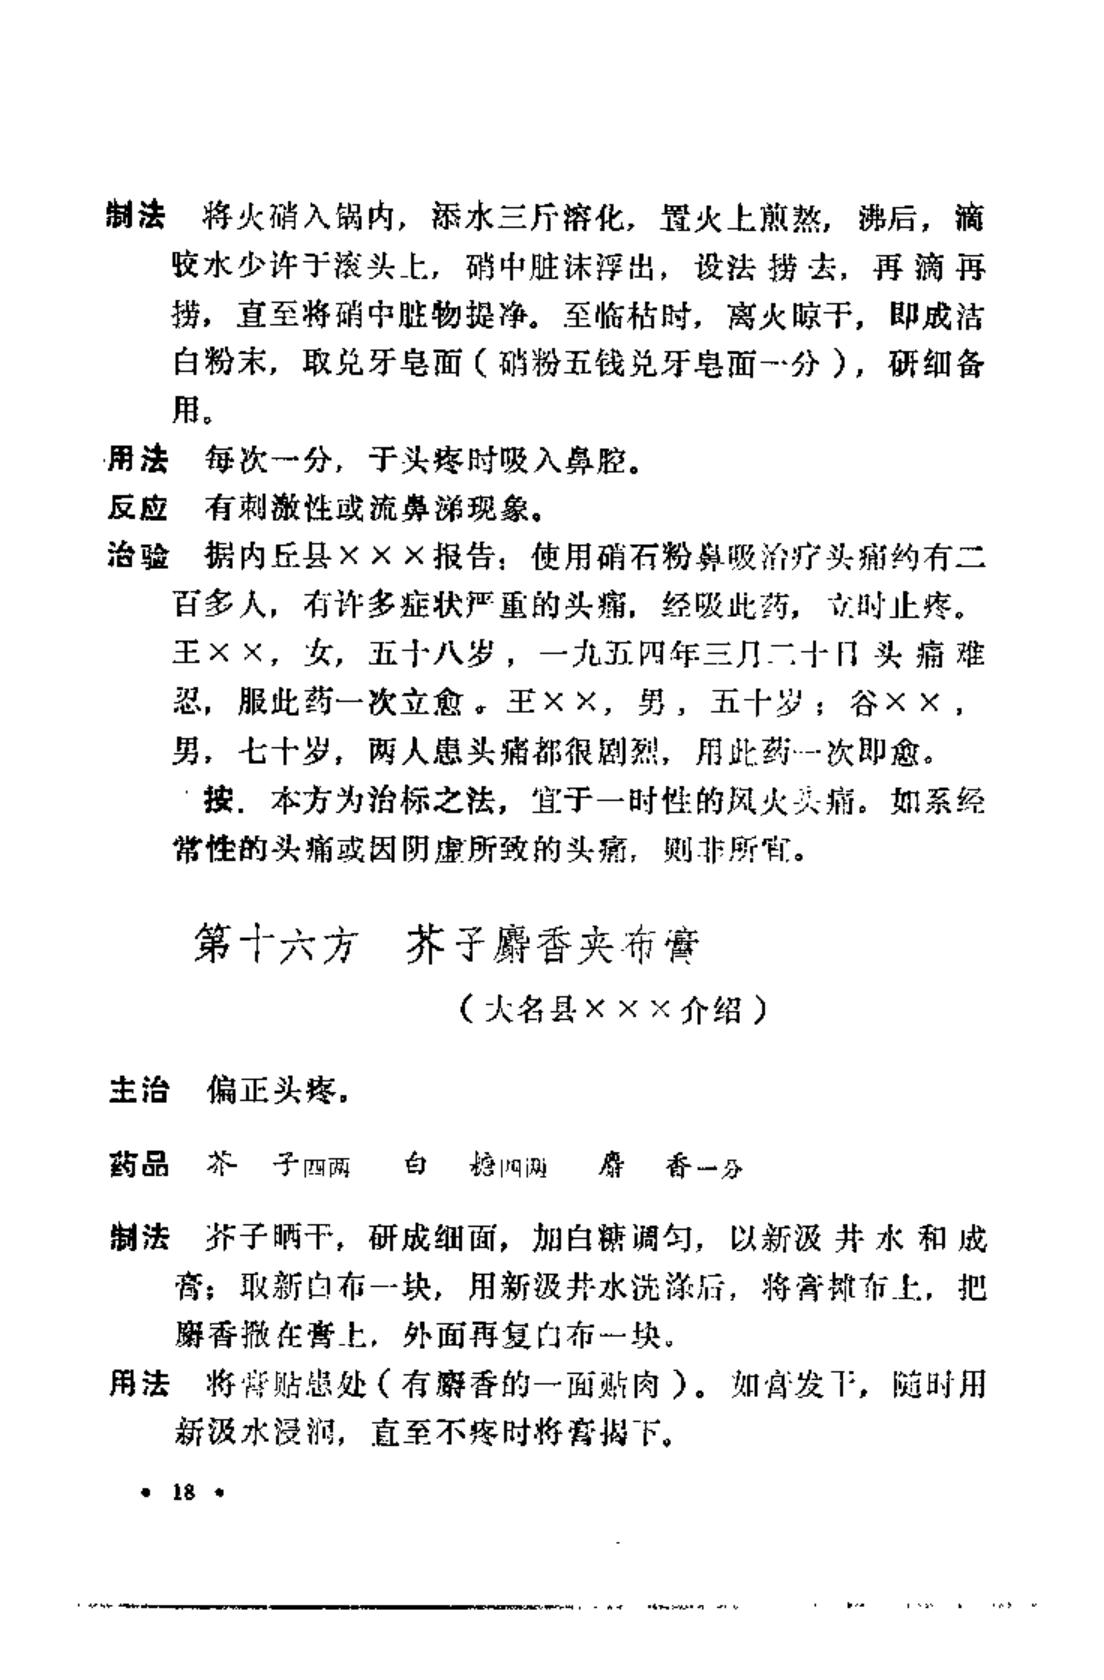 制法　将火硝入锅内，添水三斤溶化，置火上煎熬，沸后，滴
胶水少许于滚头上，硝中脏沫浮出，设法捞去，再滴再
捞，直至将硝中脏物提净。至临枯时，离火晾干，即成洁
白粉末，取兑牙皂面（硝粉五钱兑牙皂面一分），研细备
用。
用法　每次一分，于头疼时吸入鼻腔。
反应　有刺激性或流鼻涕现象。
治验　据内丘县×××报告：使用硝石粉鼻吸治疗头痛约有二
百多人，有许多症状严重的头痛，经吸此药，立时止疼。
王××，女，五十八岁，一九五四年三月二十日头痛难
忍，服此药一次立愈。王××，男，五十岁；谷××，
男，七十岁，两人患头痛都很剧烈，用此药一次即愈。
按．本方为治标之法，宜于一时性的风火头痛。如系经
常性的头痛或因阴虚所致的头痛，则非所宜。
第十六方　芥子麝香夹布膏
（大名县×××介绍）
主治　偏正头疼。
药品　芥　子四两　白　糖四两　麝　香一分
制法　芥子晒干，研成细面，加白糖调匀，以新汲井水和成
膏；取新白布一块，用新汲井水洗涤后，将膏摊布上，把
麝香撒在膏上，外面再复白布一块。
用法　将膏贴患处（有麝香的一面贴肉）。如膏发干，随时用
新汲水浸润，直至不疼时将膏揭下。
• 18 •